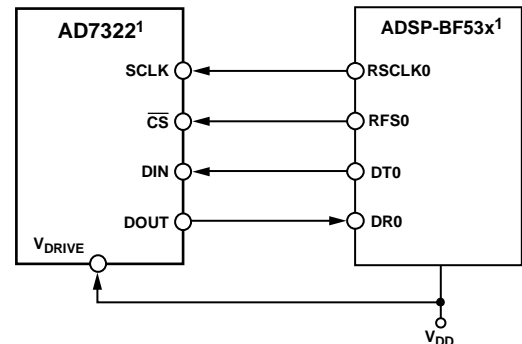 AD7322¹
ADSP-BF53x¹
SCLK
RSCLK0
CS
RFS0
DIN
DT0
DOUT
DR0
VDRIVE
VDD